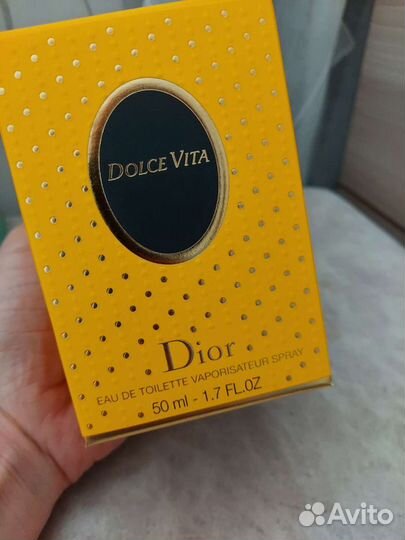 DOLCE VITA
Dior
EAU DE TOILETTE VAPORISATEUR SPRAY
50 ml - 1.7 FL.OZ
Avito